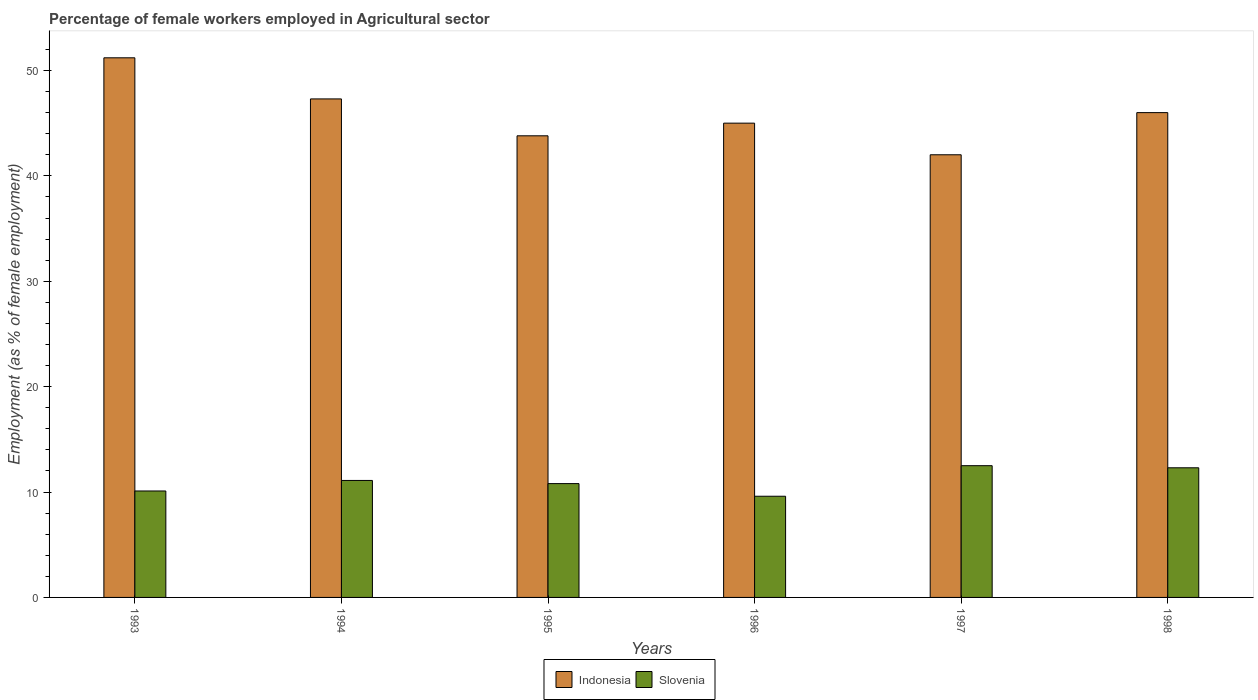 Percentage of female workers employed in Agricultural sector
Employment (as % of female employment)
50
40
30
20
10
0
1993
1994
1995
1996
1997
1998
Years
Indonesia
Slovenia